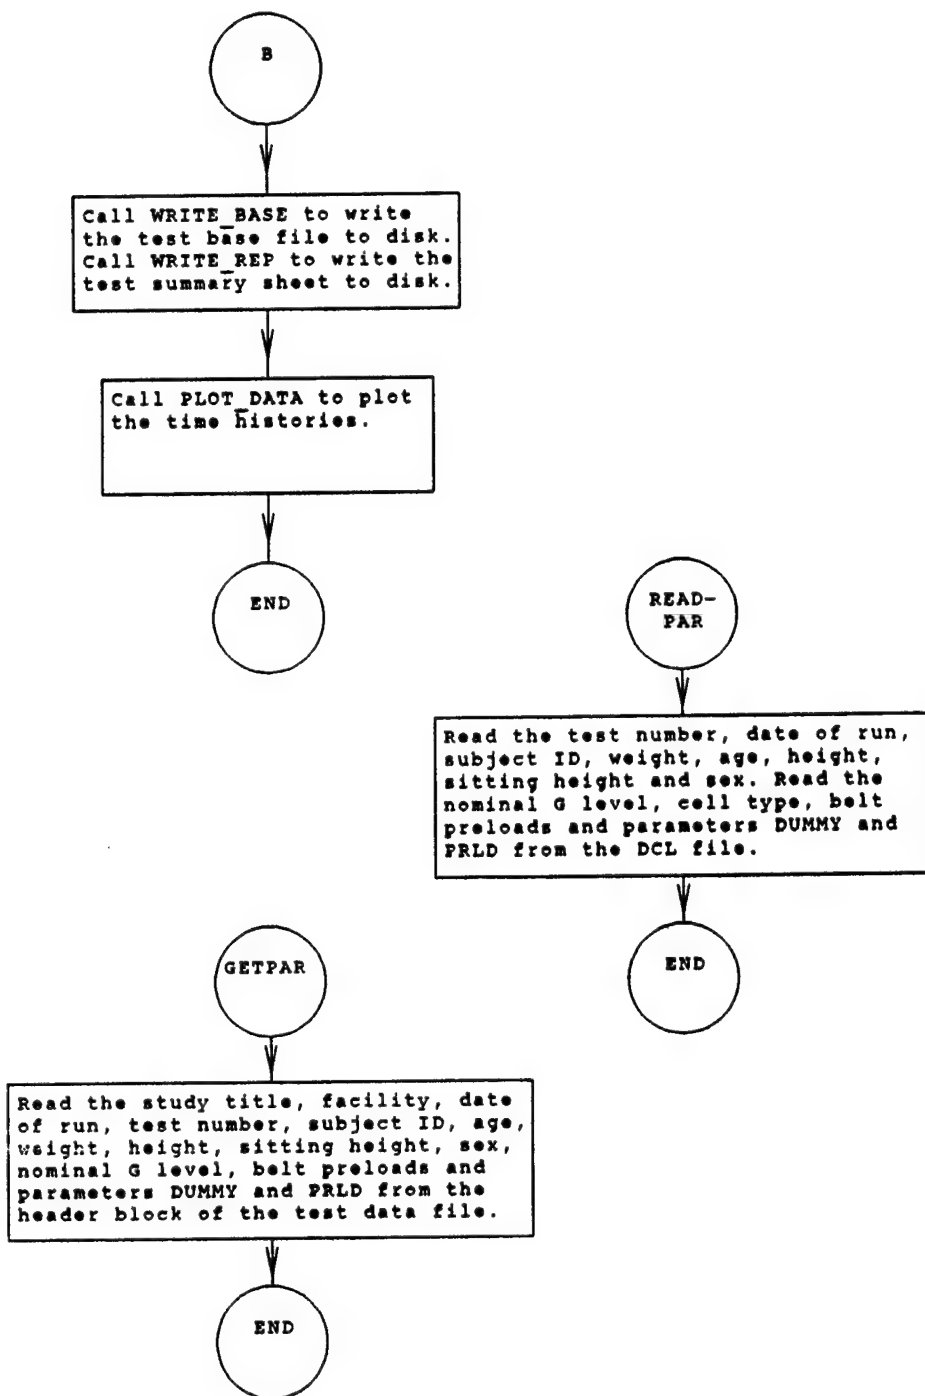 B
Call WRITE_BASE to write
the test base file to disk.
Call WRITE_REP to write the
test summary sheet to disk.
Call PLOT_DATA to plot
the time histories.
END
READ-
PAR
Read the test number, date of run,
subject ID, weight, age, height,
sitting height and sex. Read the
nominal G level, cell type, belt
preloads and parameters DUMMY and
PRLD from the DCL file.
END
GETPAR
Read the study title, facility, date
of run, test number, subject ID, age,
weight, height, sitting height, sex,
nominal G level, belt preloads and
parameters DUMMY and PRLD from the
header block of the test data file.
END